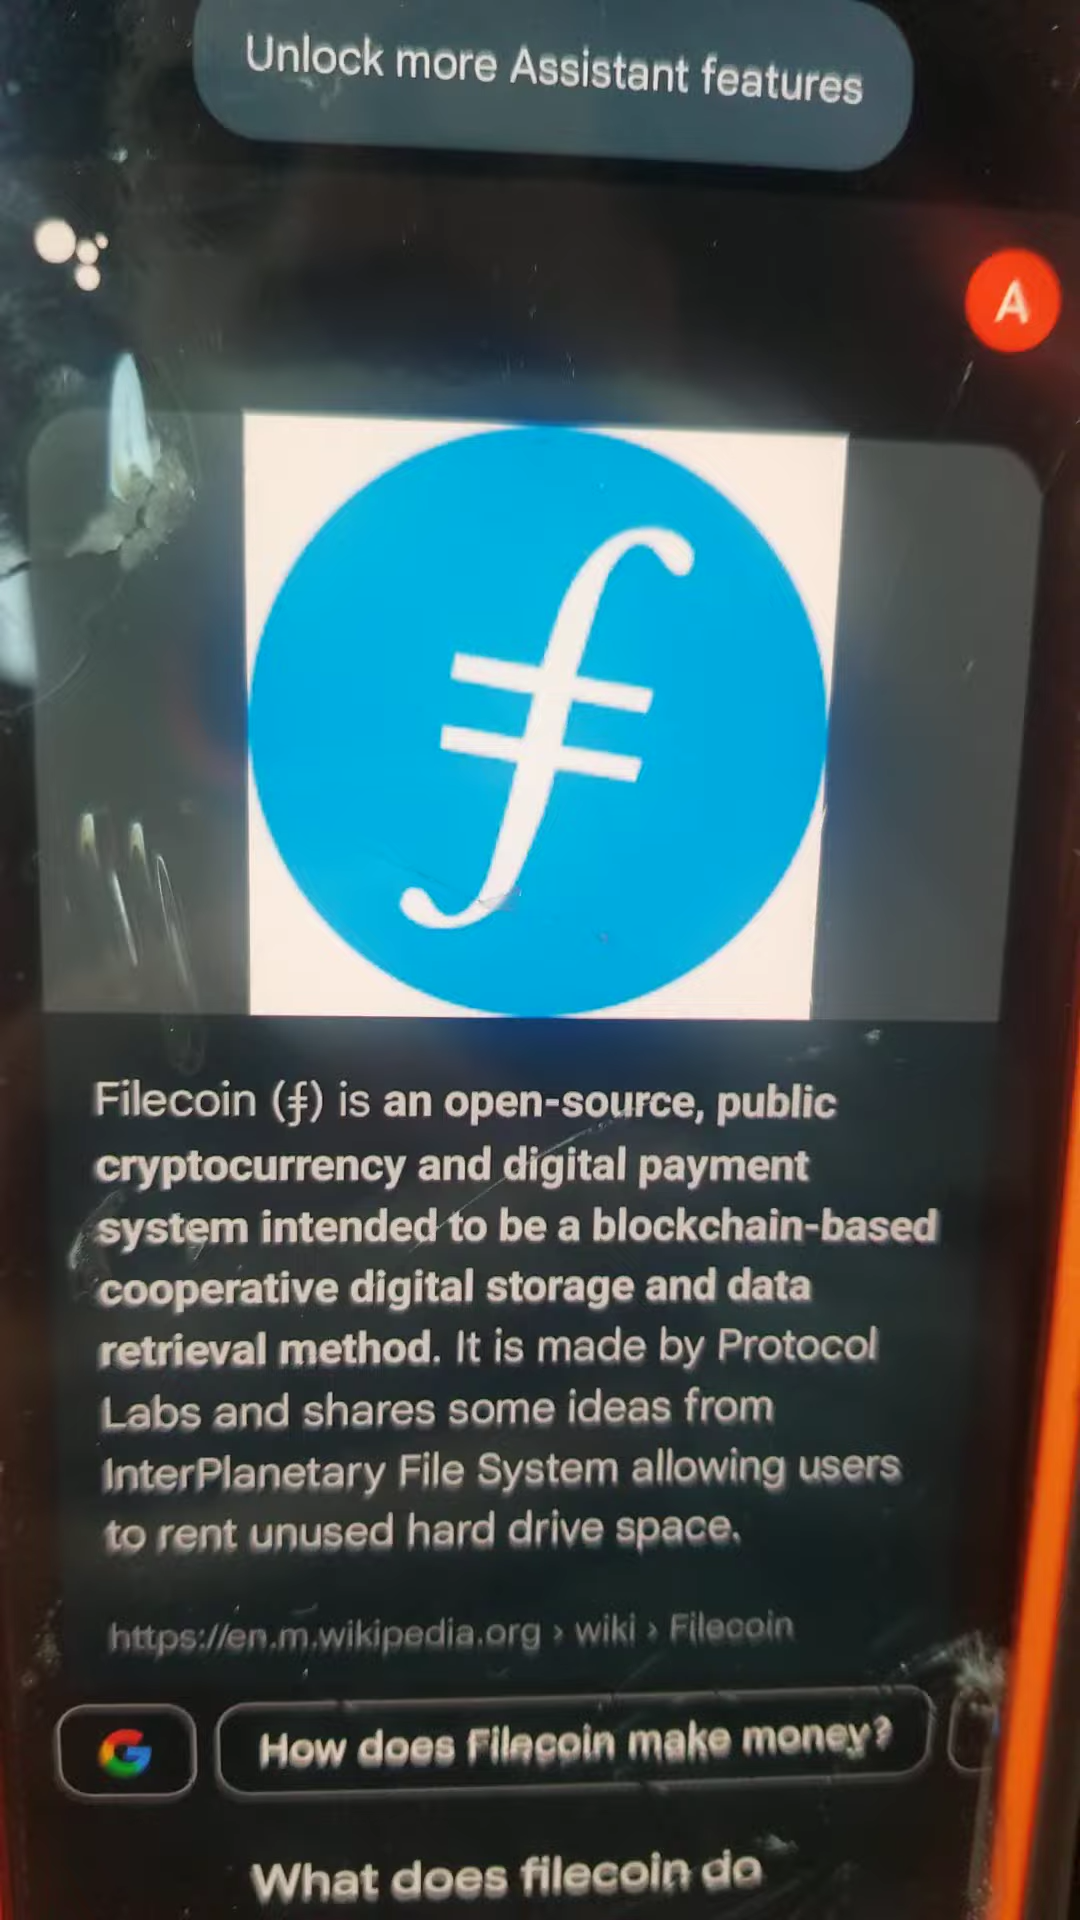 Unlock more Assistant features
A
Filecoin (⨎) is an open-source, public
cryptocurrency and digital payment
system intended to be a blockchain-based
cooperative digital storage and data
retrieval method. It is made by Protocol
Labs and shares some ideas from
InterPlanetary File System allowing users
to rent unused hard drive space.
https://en.m.wikipedia.org › wiki › Filecoin
G
How does Filecoin make money?
What does filecoin do